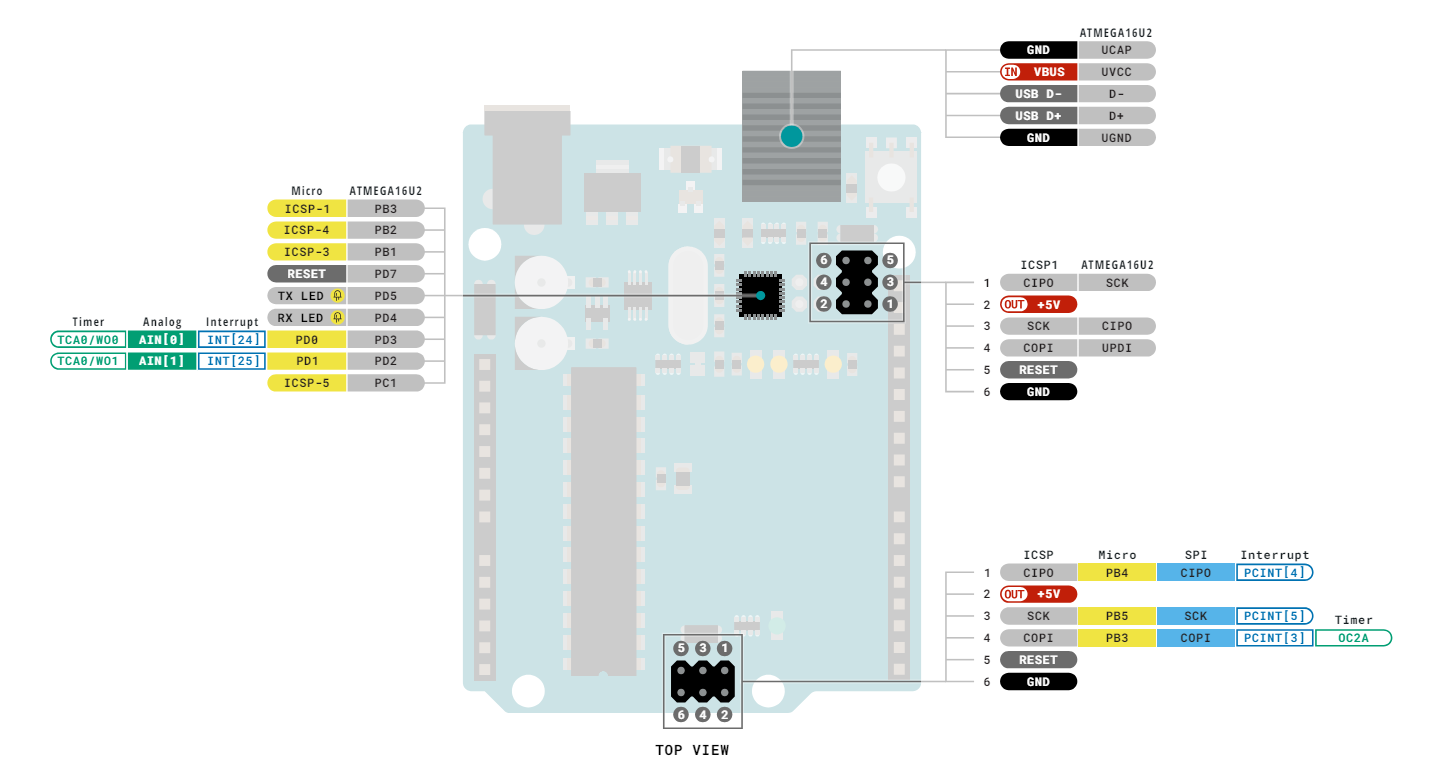 ATMEGA16U2
GND UCAP
IN VBUS UVCC
USB D- D-
USB D+ D+
GND UGND
Micro ATMEGA16U2
ICSP-1 PB3
ICSP-4 PB2
ICSP-3 PB1
RESET PD7
TX LED PD5
RX LED PD4
Timer Analog Interrupt
TCA0/WO0 AIN[0] INT[24] PD0 PD3
TCA0/WO1 AIN[1] INT[25] PD1 PD2
ICSP-5 PC1
6 5
4 3
2 1
ICSP1 ATMEGA16U2
1 CIPO SCK
2 OUT +5V
3 SCK CIPO
4 COPI UPDI
5 RESET
6 GND
ICSP Micro SPI Interrupt
1 CIPO PB4 CIPO PCINT[4]
2 OUT +5V
3 SCK PB5 SCK PCINT[5]
Timer
4 COPI PB3 COPI PCINT[3] OC2A
5 RESET
6 GND
5 3 1
6 4 2
TOP VIEW